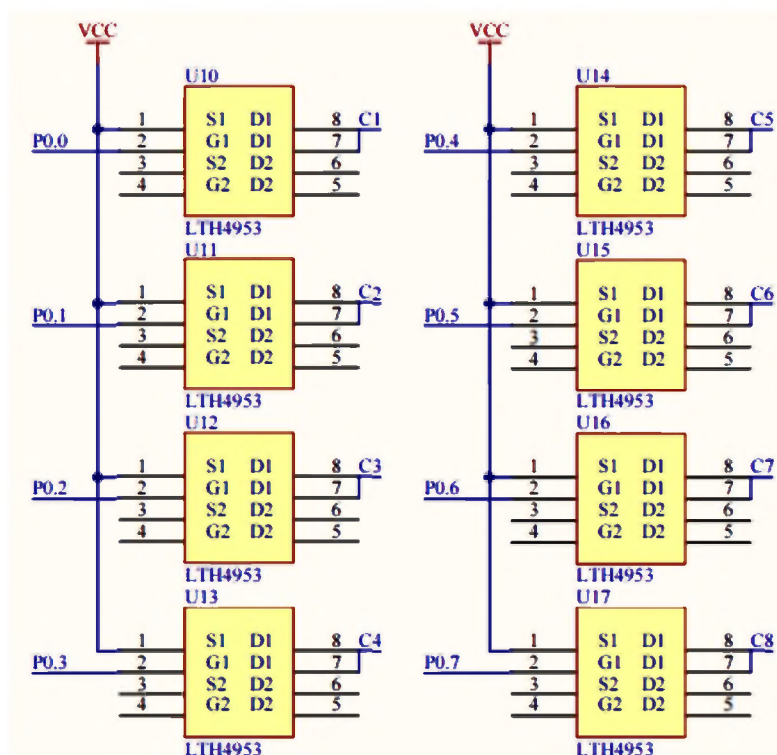 VCC
U10
1 S1 D1 8 C1
P0.0 2 G1 D1 7
3 S2 D2 6
4 G2 D2 5
LTH4953
U11
1 S1 D1 8 C2
P0.1 2 G1 D1 7
3 S2 D2 6
4 G2 D2 5
LTH4953
U12
1 S1 D1 8 C3
P0.2 2 G1 D1 7
3 S2 D2 6
4 G2 D2 5
LTH4953
U13
1 S1 D1 8 C4
P0.3 2 G1 D1 7
3 S2 D2 6
4 G2 D2 5
LTH4953
VCC
U14
1 S1 D1 8 C5
P0.4 2 G1 D1 7
3 S2 D2 6
4 G2 D2 5
LTH4953
U15
1 S1 D1 8 C6
P0.5 2 G1 D1 7
3 S2 D2 6
4 G2 D2 5
LTH4953
U16
1 S1 D1 8 C7
P0.6 2 G1 D1 7
3 S2 D2 6
4 G2 D2 5
LTH4953
U17
1 S1 D1 8 C8
P0.7 2 G1 D1 7
3 S2 D2 6
4 G2 D2 5
LTH4953